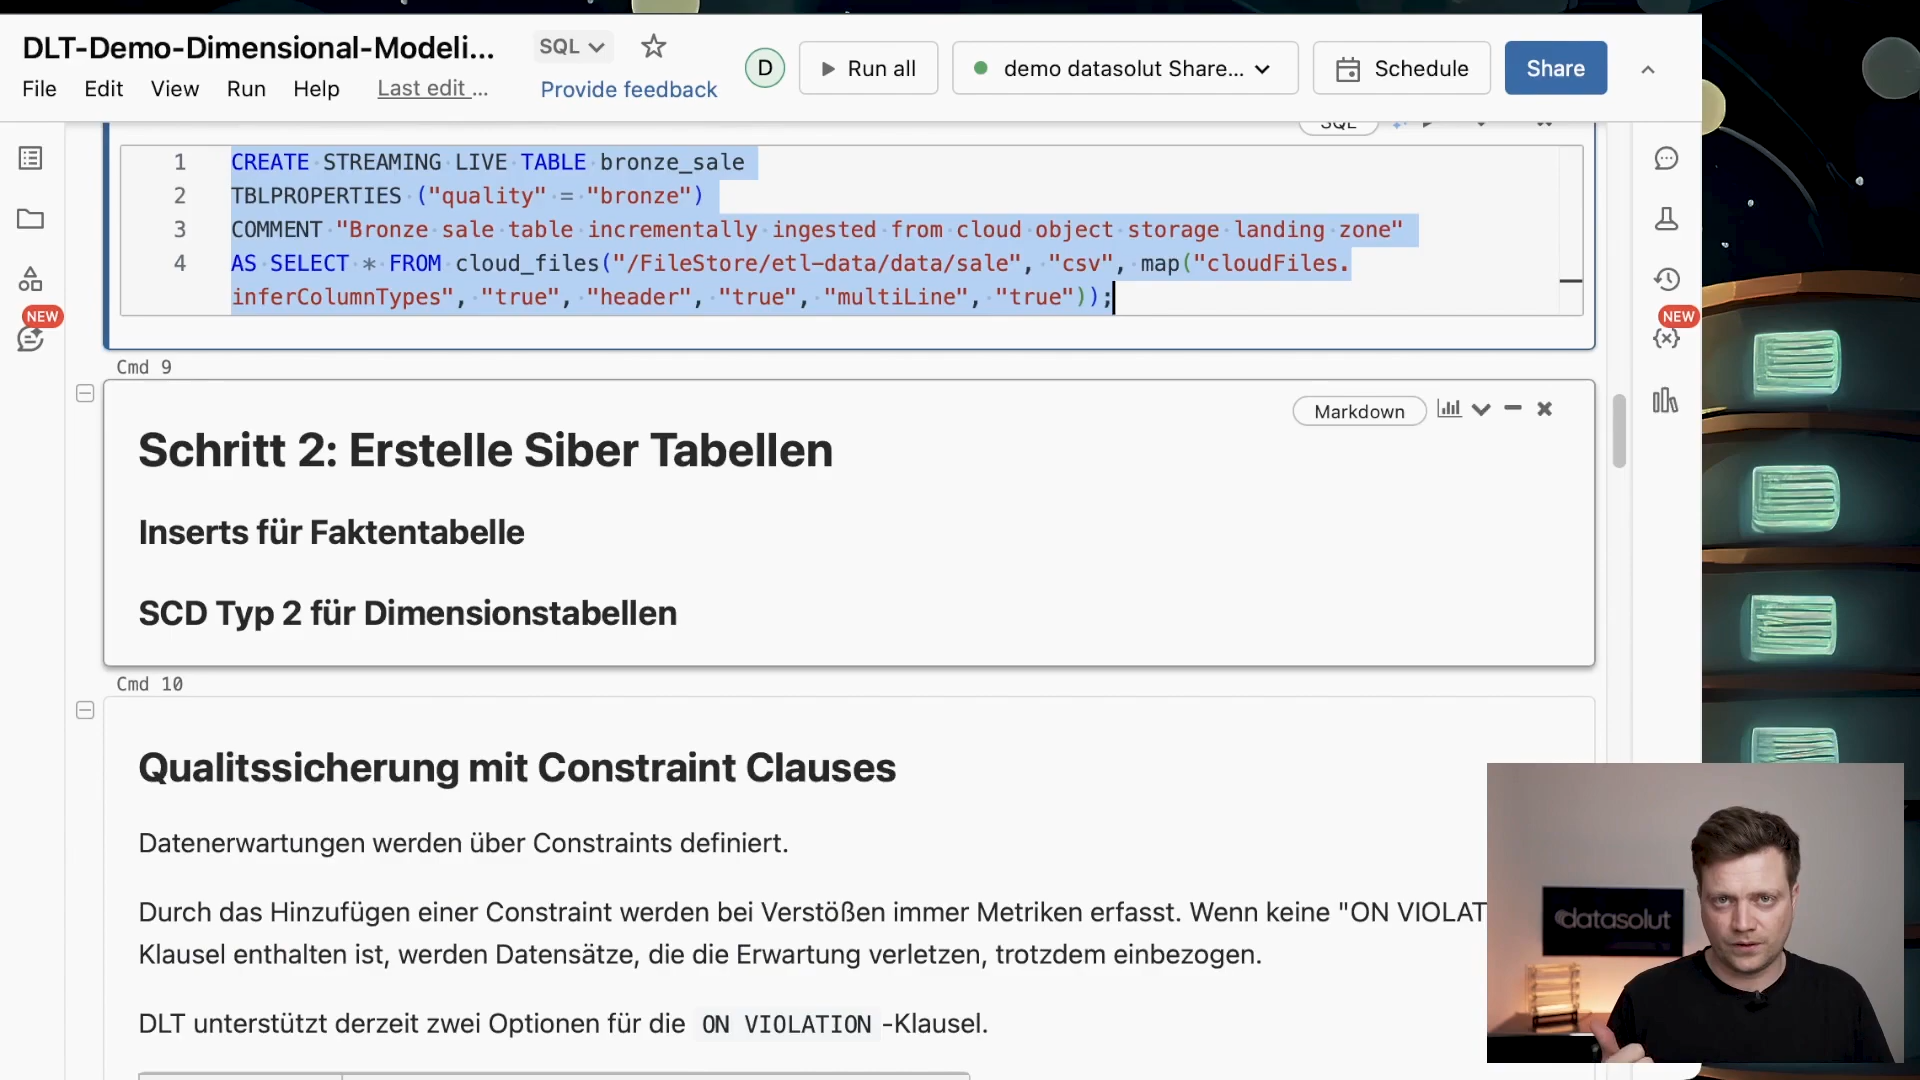 DLT-Demo-Dimensional-Modeli...
SQL
File
Edit
View
Run
Help
Last edit ...
Provide feedback
D
Run all
demo datasolut Share...
Schedule
Share
SQL
1 CREATE STREAMING LIVE TABLE bronze_sale
2 TBLPROPERTIES ("quality" = "bronze")
3 COMMENT "Bronze sale table incrementally ingested from cloud object storage landing zone"
4 AS SELECT * FROM cloud_files("/FileStore/etl-data/data/sale", "csv", map("cloudFiles.
inferColumnTypes", "true", "header", "true", "multiLine", "true"));
NEW
NEW
Cmd 9
Markdown
Schritt 2: Erstelle Siber Tabellen
Inserts für Faktentabelle
SCD Typ 2 für Dimensionstabellen
Cmd 10
Qualitssicherung mit Constraint Clauses
Datenerwartungen werden über Constraints definiert.
Durch das Hinzufügen einer Constraint werden bei Verstößen immer Metriken erfasst. Wenn keine "ON VIOLAT
Klausel enthalten ist, werden Datensätze, die die Erwartung verletzen, trotzdem einbezogen.
DLT unterstützt derzeit zwei Optionen für die ON VIOLATION -Klausel.
datasolut